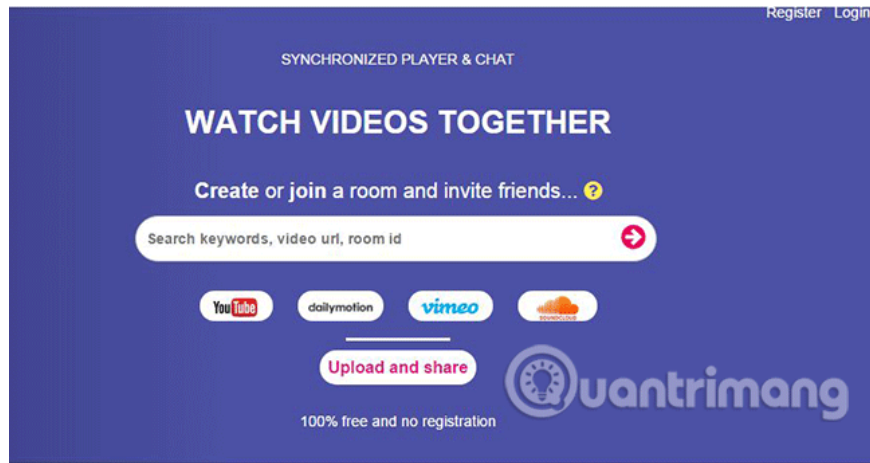 Register Login
SYNCHRONIZED PLAYER & CHAT
WATCH VIDEOS TOGETHER
Create or join a room and invite friends... ?
Search keywords, video url, room id
YouTube dailymotion vimeo SOUNDCLOUD
Upload and share
Quantrimang
100% free and no registration